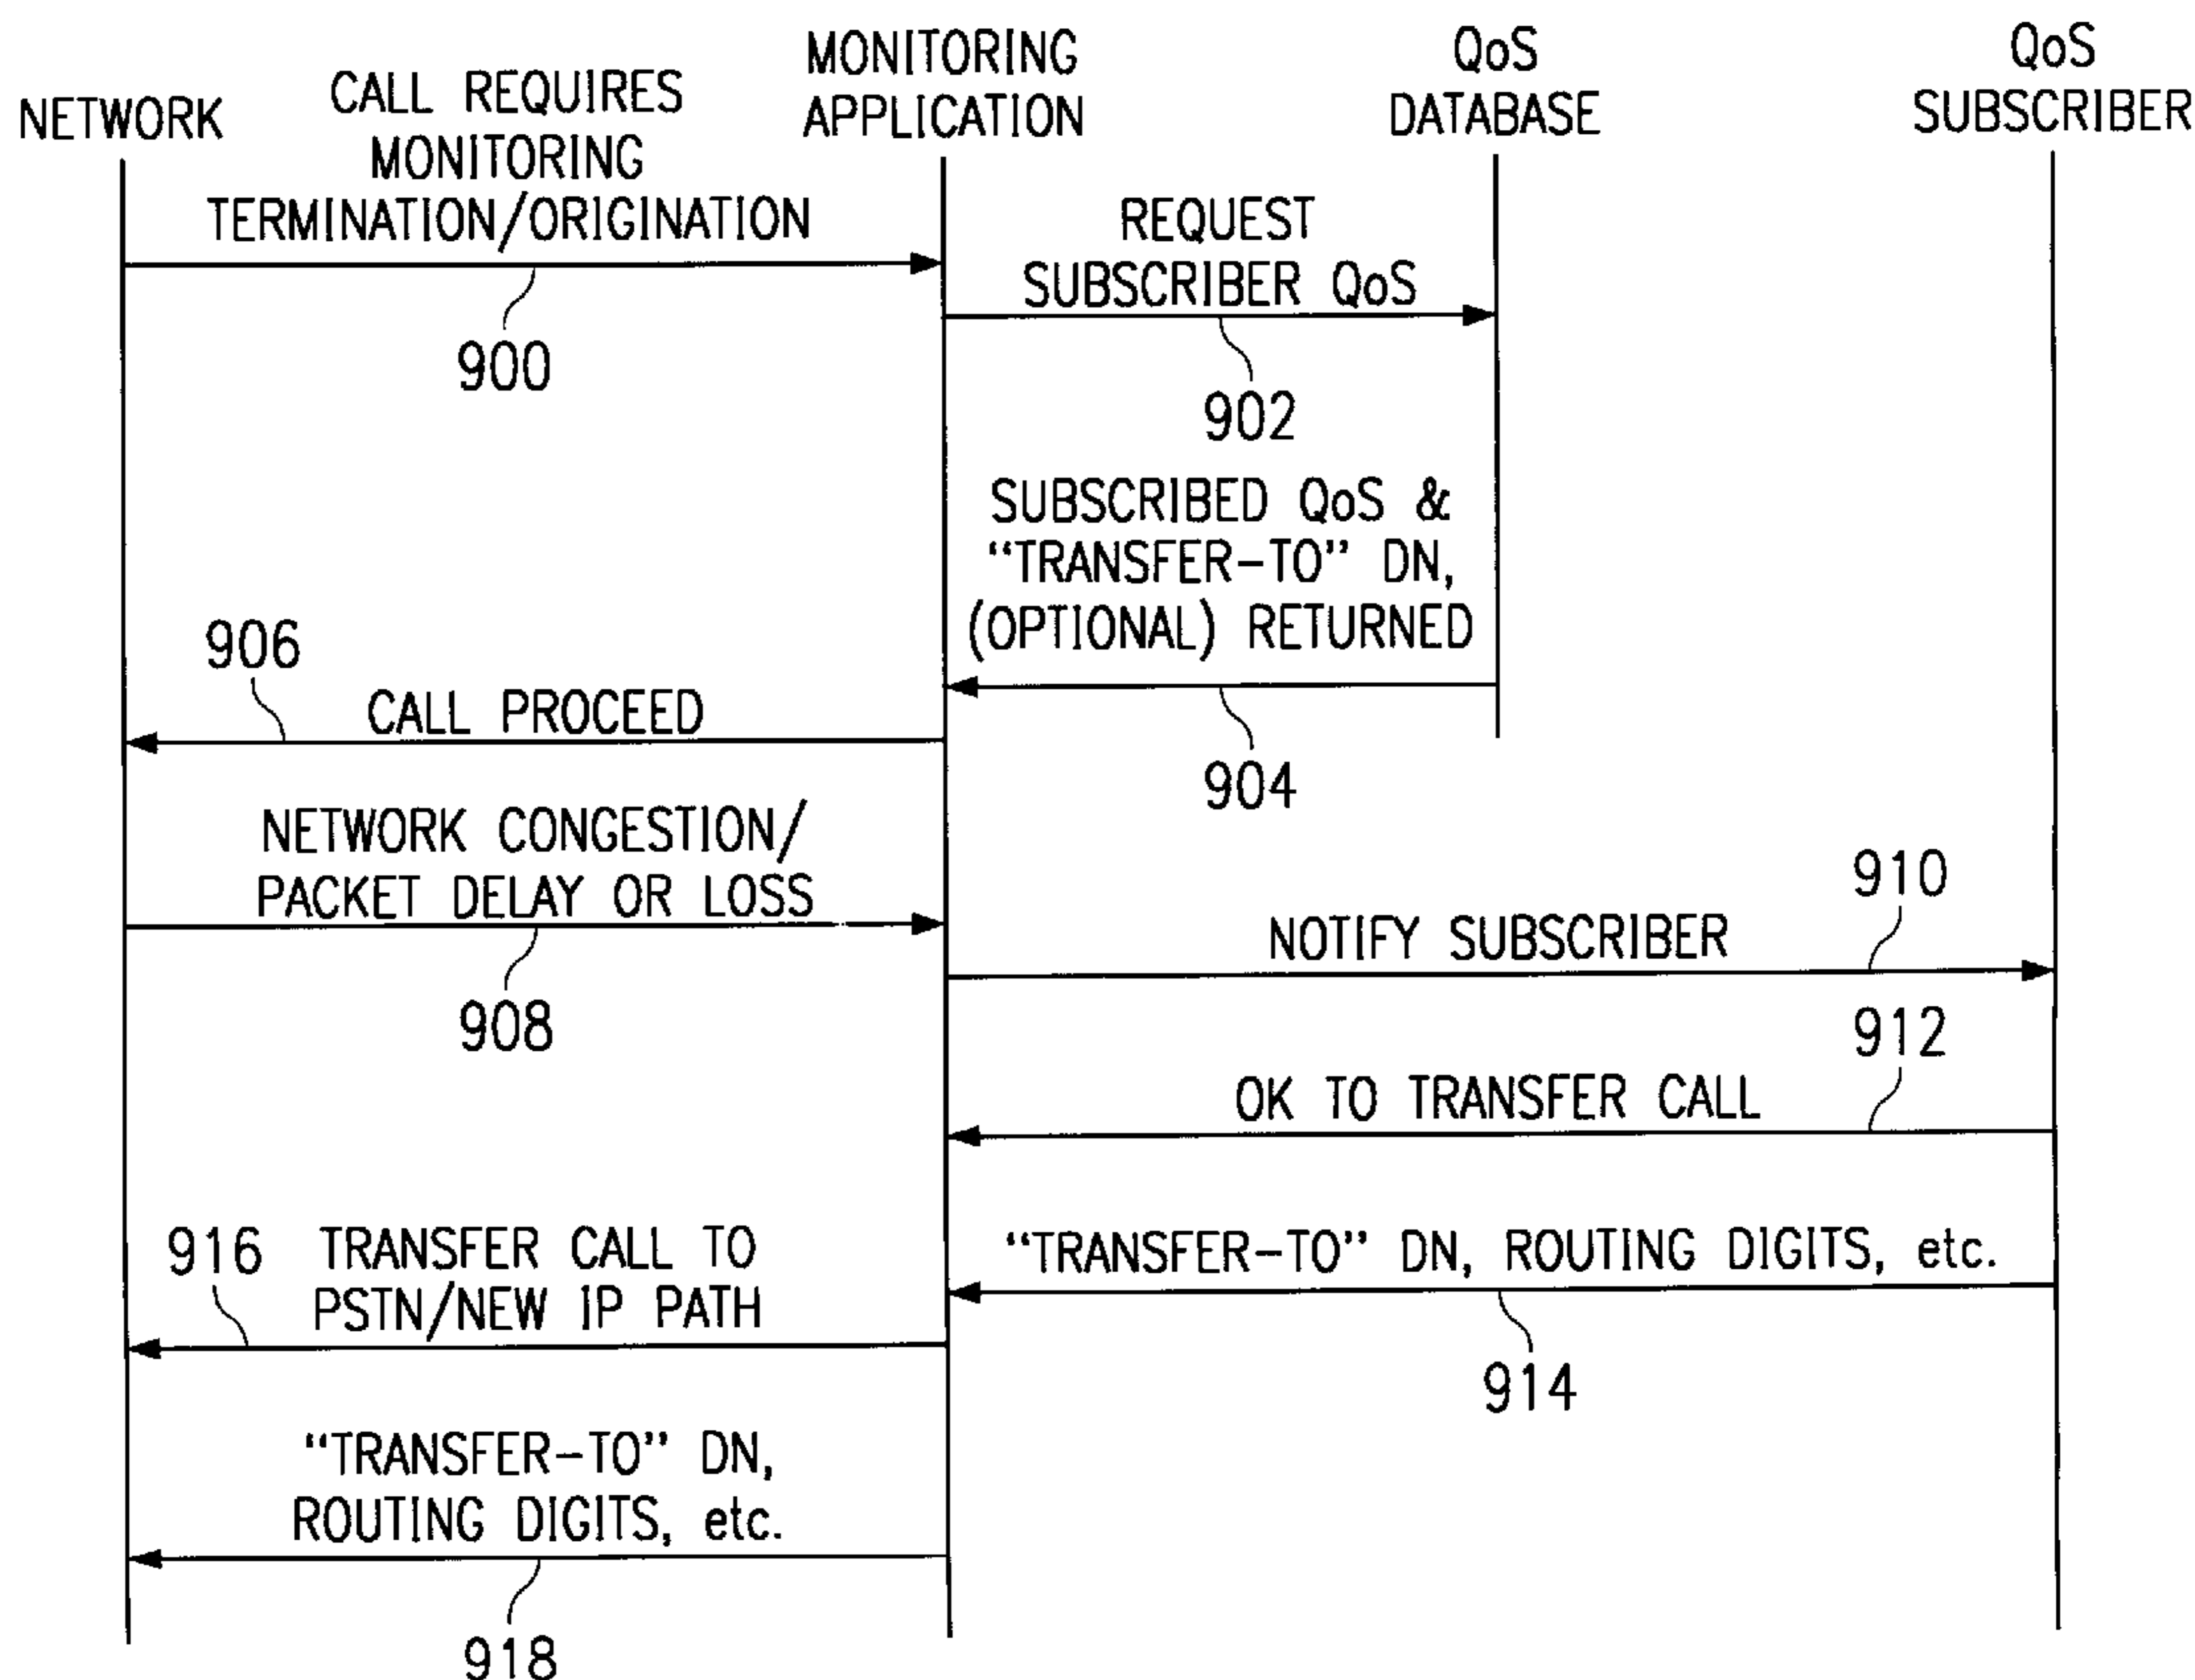 NETWORK
CALL REQUIRES
MONITORING
TERMINATION/ORIGINATION
MONITORING
APPLICATION
QoS
DATABASE
QoS
SUBSCRIBER
900
REQUEST
SUBSCRIBER QoS
902
SUBSCRIBED QoS &
“TRANSFER-TO” DN,
(OPTIONAL) RETURNED
904
906
CALL PROCEED
NETWORK CONGESTION/
PACKET DELAY OR LOSS
908
910
NOTIFY SUBSCRIBER
912
OK TO TRANSFER CALL
“TRANSFER-TO” DN, ROUTING DIGITS, etc.
914
916
TRANSFER CALL TO
PSTN/NEW IP PATH
“TRANSFER-TO” DN,
ROUTING DIGITS, etc.
918